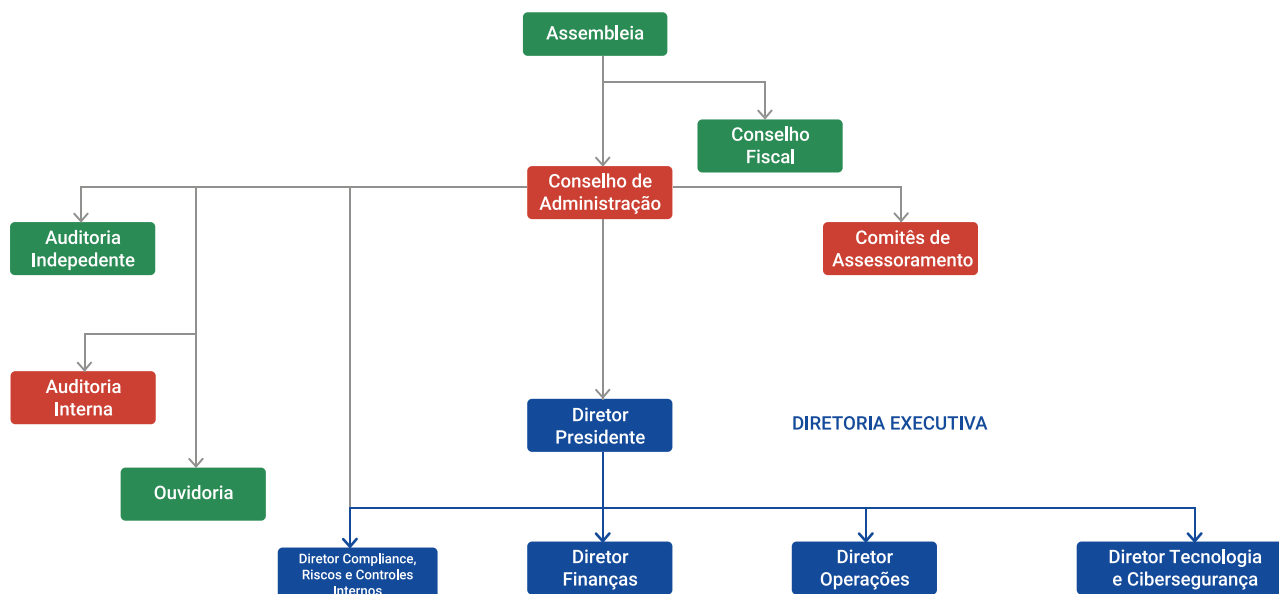 Assembleia
Conselho
Fiscal
Conselho de
Administração
Auditoria
Indepedente
Comitês de
Assessoramento
Auditoria
Interna
Diretor
Presidente
DIRETORIA EXECUTIVA
Ouvidoria
Diretor Compliance,
Riscos e Controles
Internos
Diretor
Finanças
Diretor
Operações
Diretor Tecnologia
e Cibersegurança